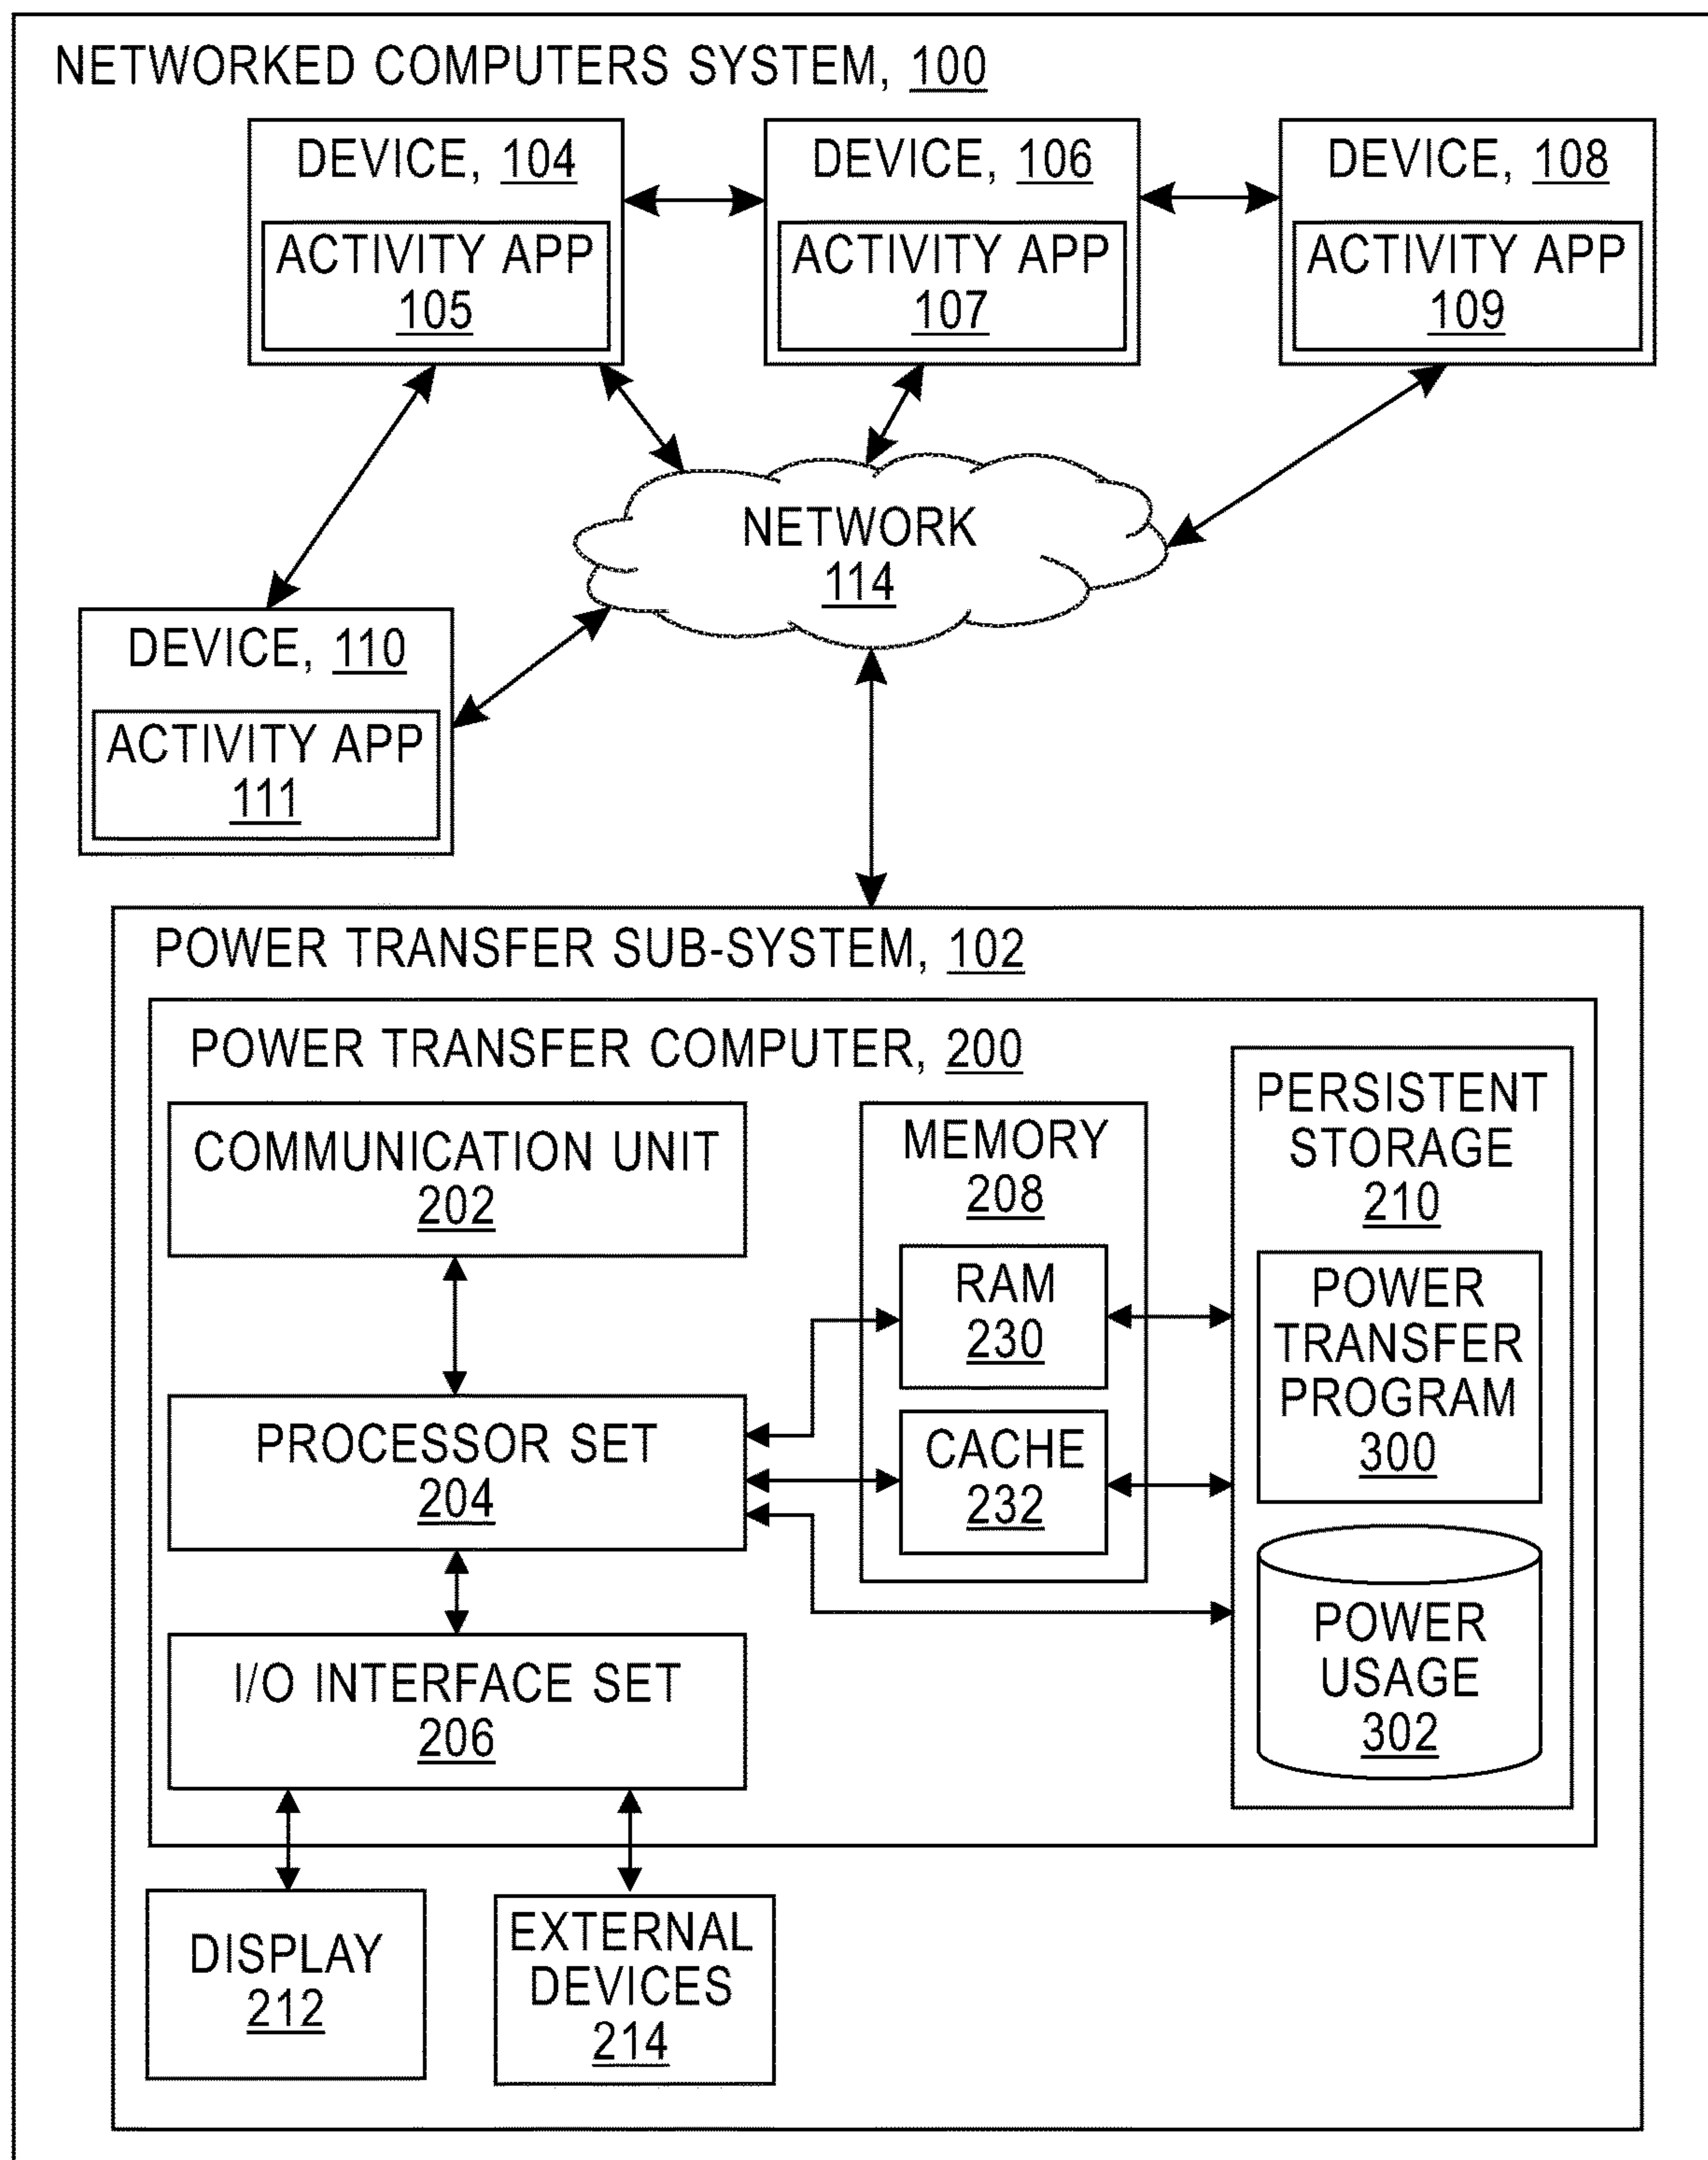 NETWORKED COMPUTERS SYSTEM, 100
DEVICE, 104
ACTIVITY APP
105
DEVICE, 106
ACTIVITY APP
107
DEVICE, 108
ACTIVITY APP
109
NETWORK
114
DEVICE, 110
ACTIVITY APP
111
POWER TRANSFER SUB-SYSTEM, 102
POWER TRANSFER COMPUTER, 200
COMMUNICATION UNIT
202
PROCESSOR SET
204
I/O INTERFACE SET
206
MEMORY
208
RAM
230
CACHE
232
PERSISTENT
STORAGE
210
POWER
TRANSFER
PROGRAM
300
POWER
USAGE
302
DISPLAY
212
EXTERNAL
DEVICES
214